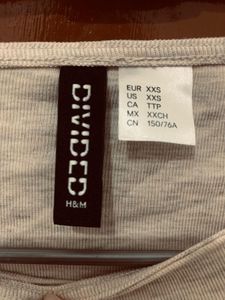 DIVIDED
H&M
EUR XXS
US XXS
CA TTP
MX XXCH
CN 150/76A